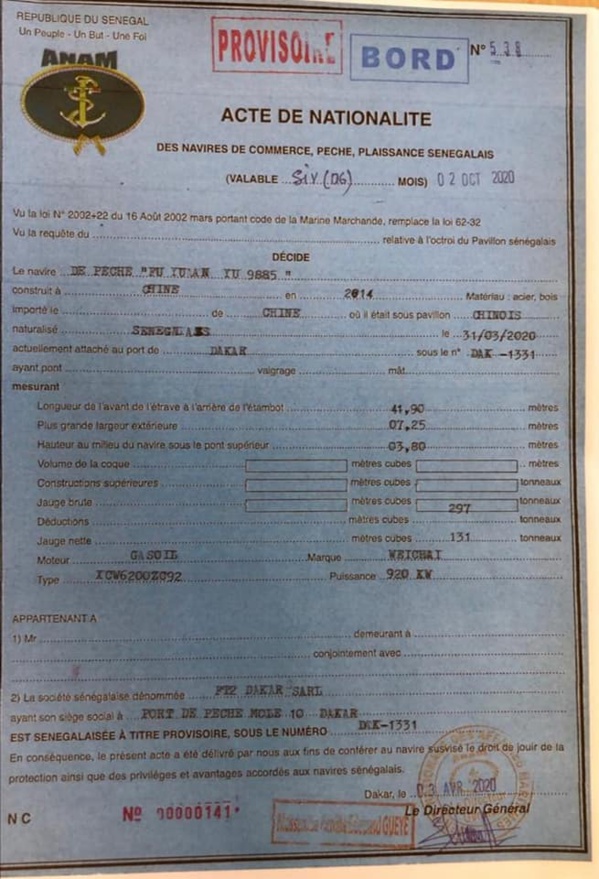 REPUBLIQUE DU SENEGAL
Un Peuple - Un But - Une Foi
ANAM
PROVISOIRE
BORD
N° 538
ACTE DE NATIONALITE
DES NAVIRES DE COMMERCE, PECHE, PLAISSANCE SENEGALAIS
(VALABLE ... Six (06) ... MOIS) 02 OCT 2020
Vu la loi N° 2002+22 du 16 Août 2002 mars portant code de la Marine Marchande, remplace la loi 62-32
Vu la requête du ... relative à l'octroi du Pavillon sénégalais
DÉCIDE
Le navire DE PECHE "FU YUAN YU 9885"
construit à CHINE en 2014 Matériau : acier, bois
importé le ... de CHINE où il était sous pavillon CHINOIS
naturalisé SENEGALAIS le 31/03/2020
actuellement attaché au port de DAKAR sous le n° DAK -1331
ayant pont ... vaigrage ... mât
mesurant
Longueur de l'avant de l'étrave à l'arrière de l'étambot 41,90 mètres
Plus grande largeur extérieure 07,25 mètres
Hauteur au milieu du navire sous le pont supérieur 03,80 mètres
Volume de la coque mètres cubes mètres
Constructions supérieures mètres cubes tonneaux
Jauge brute mètres cubes 297 tonneaux
Déductions mètres cubes tonneaux
Jauge nette mètres cubes 131 tonneaux
Moteur GASOIL Marque WEICHAI
Type XCW6200ZC92 Puissance 920 KW
APPARTENANT A
1) Mr ... demeurant à
conjointement avec
2) La société sénégalaise dénommée DAKAR SARL
ayant son siège social à PORT DE PECHE MOLE 10 DAKAR
EST SENEGALAISÉE À TITRE PROVISOIRE, SOUS LE NUMÉRO DAK-1331
En conséquence, le présent acte a été délivré par nous aux fins de conférer au navire susvisé le droit de jouir de la
protection ainsi que des privilèges et avantages accordés aux navires sénégalais.
Dakar, le 03 AVR. 2020
Le Directeur Général
N C
N° 00000141*
GUEYE